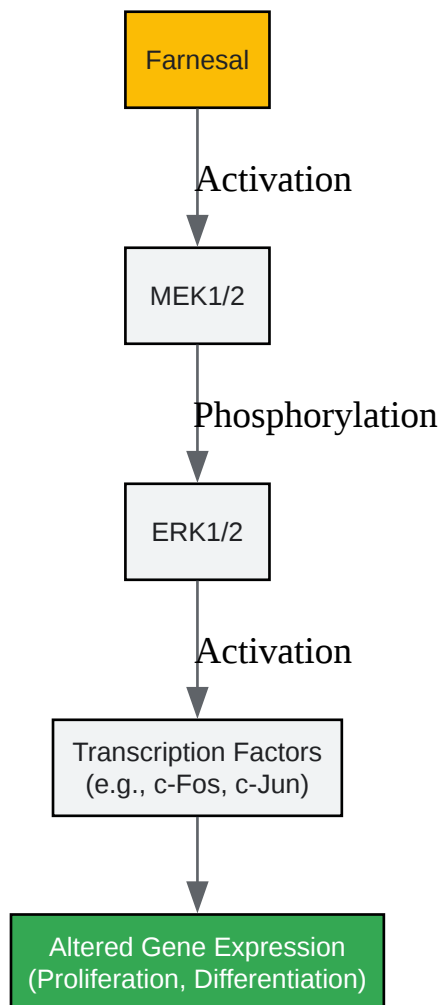 Farnesal
Activation
MEK1/2
Phosphorylation
ERK1/2
Activation
Transcription Factors
(e.g., c-Fos, c-Jun)
Altered Gene Expression
(Proliferation, Differentiation)